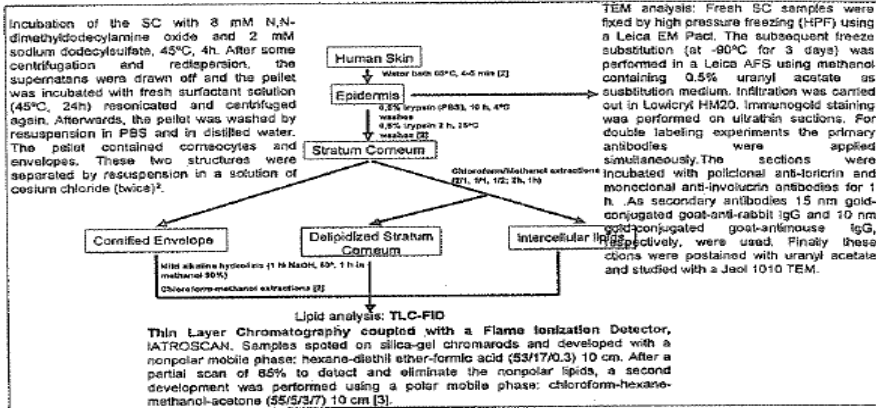 Incubation of the SC with 8 mM N,N-
dimethyldodecylamine oxide and 2 mM
sodium dodecylsulfate, 45ºC, 4h. After some
centrifugation and redispersion, the
supernatans were drawn off and the pellet
was incubated with fresh surfactant solution
(45ºC, 24h) resonicated and centrifuged
again. Afterwards, the pellet was washed by
resuspension in PBS and in distilled water.
The pellet contained corneocytes and
envelopes. These two structures were
separated by resuspension in a solution of
cesium chloride (twice)².
Human Skin
Water bath 65ºC, 4-5 min [2]
Epidermis
0,5% trypsin (PBS), 10 h, 4ºC
washes
0,5% trypsin 2 h, 25ºC
washes [2]
Stratum Corneum
Chloroform/Methanol extractions
(2/1, 1/1, 1/2; 2h, 1h)
Cornified Envelope
Delipidized Stratum
Corneum
Intercellular lipids
Mild alkaline hydrolizis (1 N NaOH, 60º, 1 h in
methanol 90%)
Chloroform-methanol extractions [3]
TEM analysis: Fresh SC samples were
fixed by high pressure freezing (HPF) using
a Leica EM Pact. The subsequent freeze
substitution (at -90ºC for 3 days) was
performed in a Leica AFS using methanol
containing 0.5% uranyl acetate as
susbtitution medium. Infiltration was carried
out in Lowicryl HM20. Immunogold staining
was performed on ultrathin sections. For
double labeling experiments the primary
antibodies were applied
simultaneously.The sections were
incubated with policlonal anti-loricrin and
monoclonal anti-involucrin antibodies for 1
h. .As secondary antibodies 15 nm gold-
conjugated goat-anti-rabbit IgG and 10 nm
gold-conjugated goat-antimouse IgG,
respectively, were used. Finally these
ctions were postained with uranyl acetate
and studied with a Jeol 1010 TEM.
Lipid analysis: TLC-FID
Thin Layer Chromatography coupled with a Flame Ionization Detector,
IATROSCAN. Samples spoted on silica-gel chromarods and developed with a
nonpolar mobile phase: hexane-diethil ether-formic acid (53/17/0.3) 10 cm. After a
partial scan of 85% to detect and eliminate the nonpolar lipids, a second
development was performed using a polar mobile phase: chloroform-hexane-
methanol-acetone (55/5/3/7) 10 cm [3].